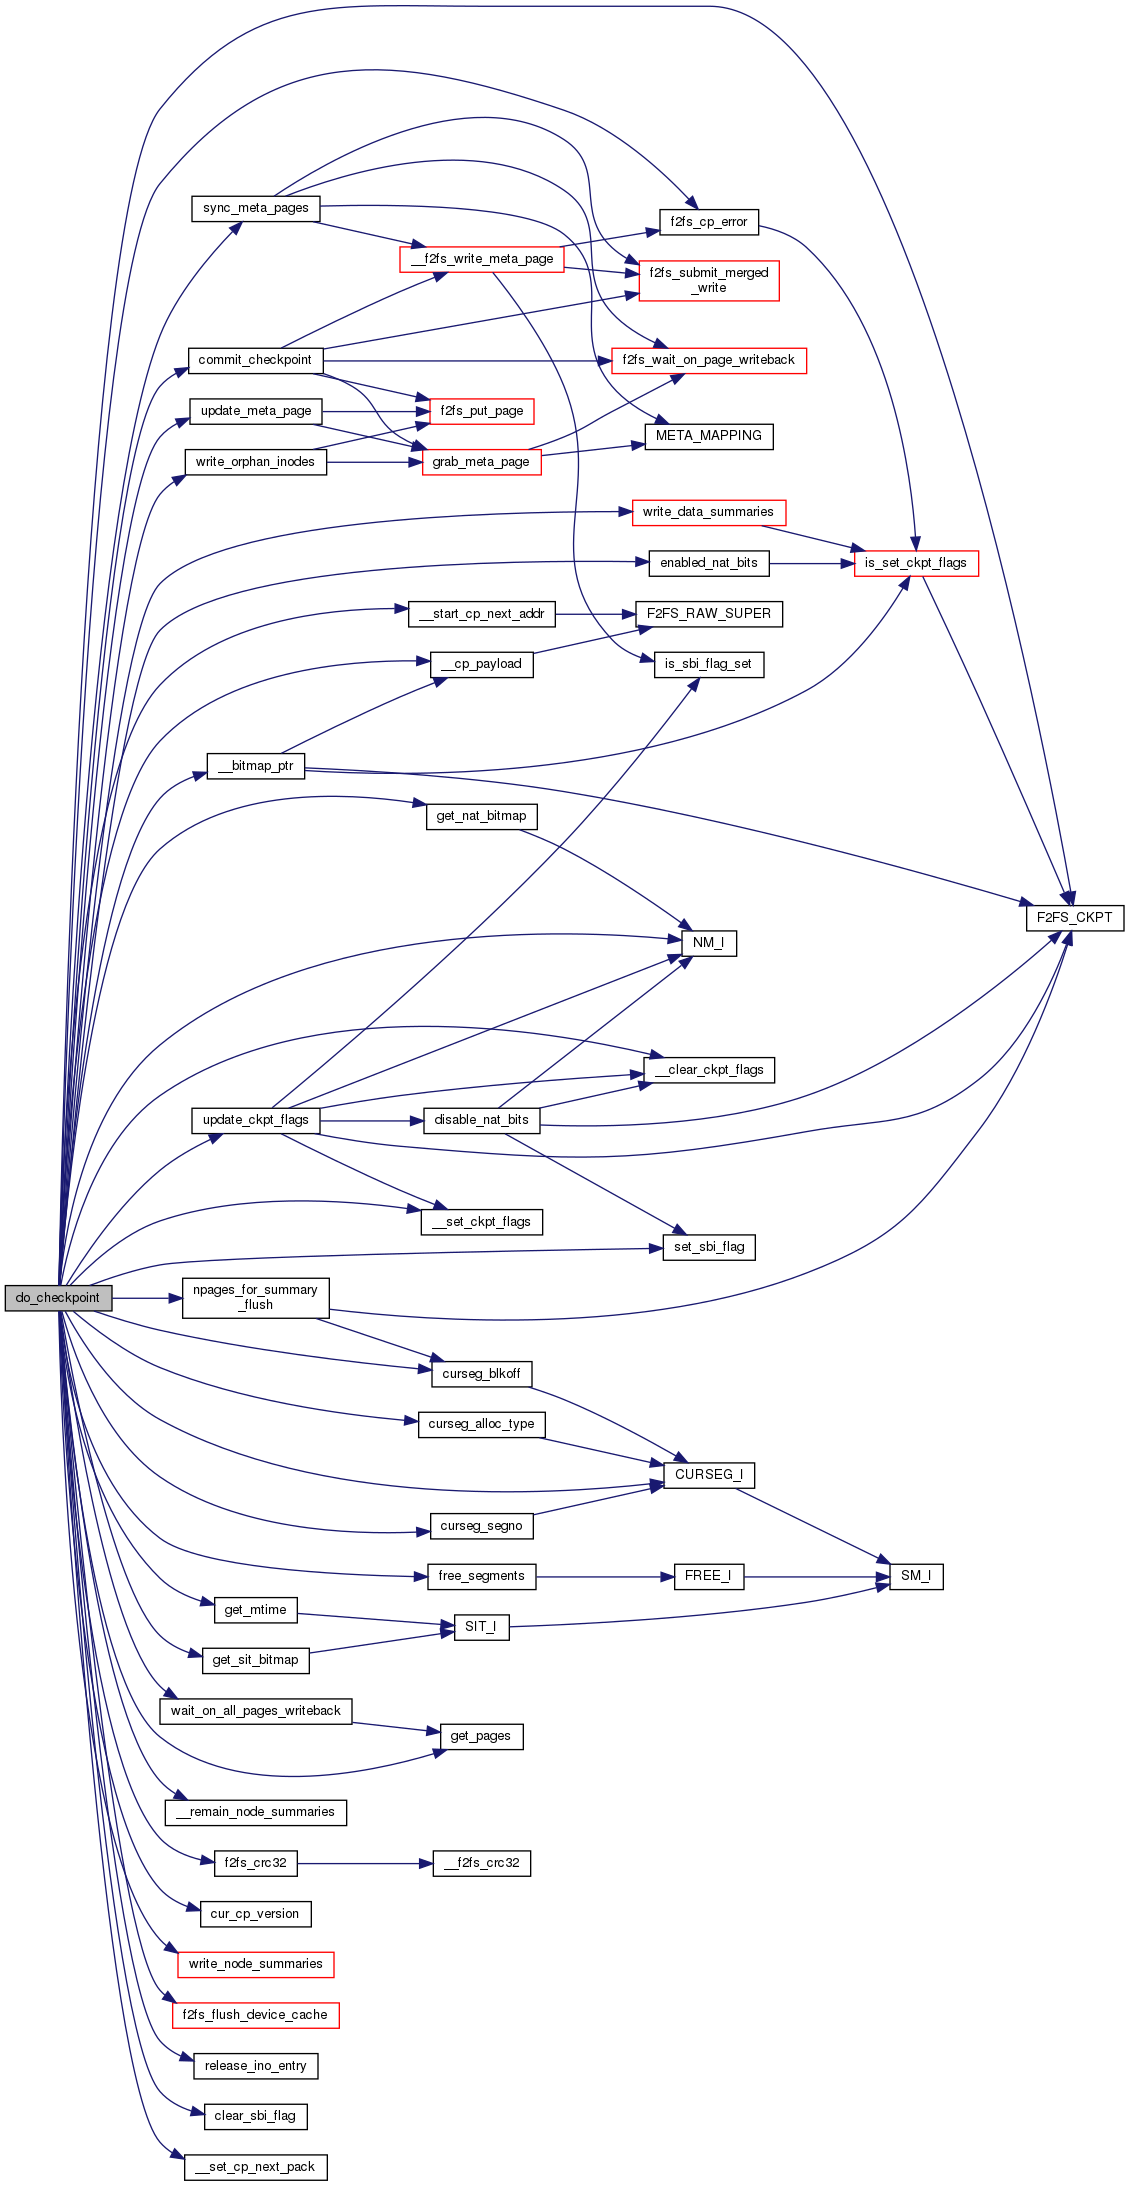 sync_meta_pages
f2fs_cp_error
__f2fs_write_meta_page
f2fs_submit_merged
_write
commit_checkpoint
f2fs_wait_on_page_writeback
update_meta_page
f2fs_put_page
META_MAPPING
write_orphan_inodes
grab_meta_page
write_data_summaries
enabled_nat_bits
is_set_ckpt_flags
__start_cp_next_addr
F2FS_RAW_SUPER
__cp_payload
is_sbi_flag_set
__bitmap_ptr
get_nat_bitmap
F2FS_CKPT
NM_I
__clear_ckpt_flags
update_ckpt_flags
disable_nat_bits
__set_ckpt_flags
set_sbi_flag
do_checkpoint
npages_for_summary
_flush
curseg_blkoff
curseg_alloc_type
CURSEG_I
curseg_segno
free_segments
FREE_I
SM_I
get_mtime
SIT_I
get_sit_bitmap
wait_on_all_pages_writeback
get_pages
__remain_node_summaries
f2fs_crc32
__f2fs_crc32
cur_cp_version
write_node_summaries
f2fs_flush_device_cache
release_ino_entry
clear_sbi_flag
__set_cp_next_pack